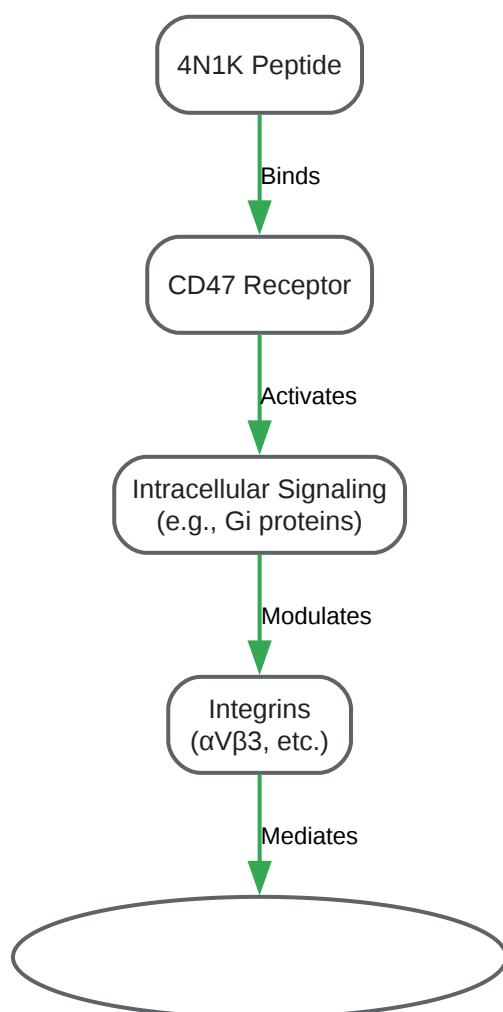 4N1K Peptide
Binds
CD47 Receptor
Activates
Intracellular Signaling
(e.g., Gi proteins)
Modulates
Integrins
(αVβ3, etc.)
Mediates